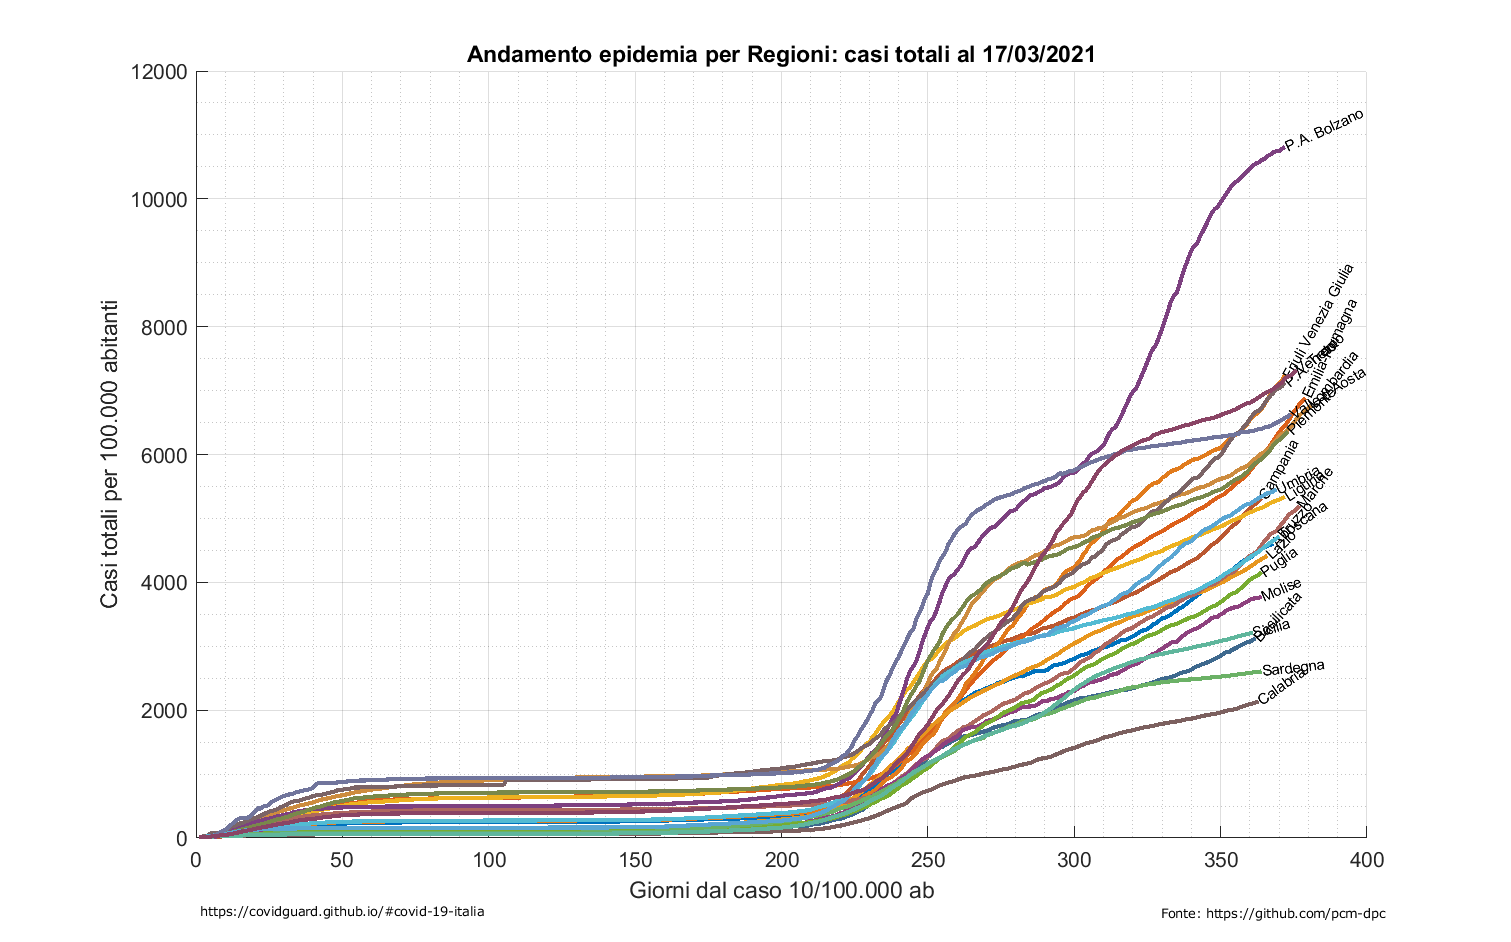 Andamento epidemia per Regioni: casi totali al 17/03/2021
12000
10000
8000
6000
4000
2000
0
Casi totali per 100.000 abitanti
P.A. Bolzano
Friuli Venezia Giulia
Campania
Umbria
Liguria
Marche
Lazio
Toscana
Puglia
Molise
Basilicata
Sicilia
Sardegna
Calabria
Piemonte
0 50 100 150 200 250 300 350 400
Giorni dal caso 10/100.000 ab
https://covidguard.github.io/#covid-19-italia
Fonte: https://github.com/pcm-dpc